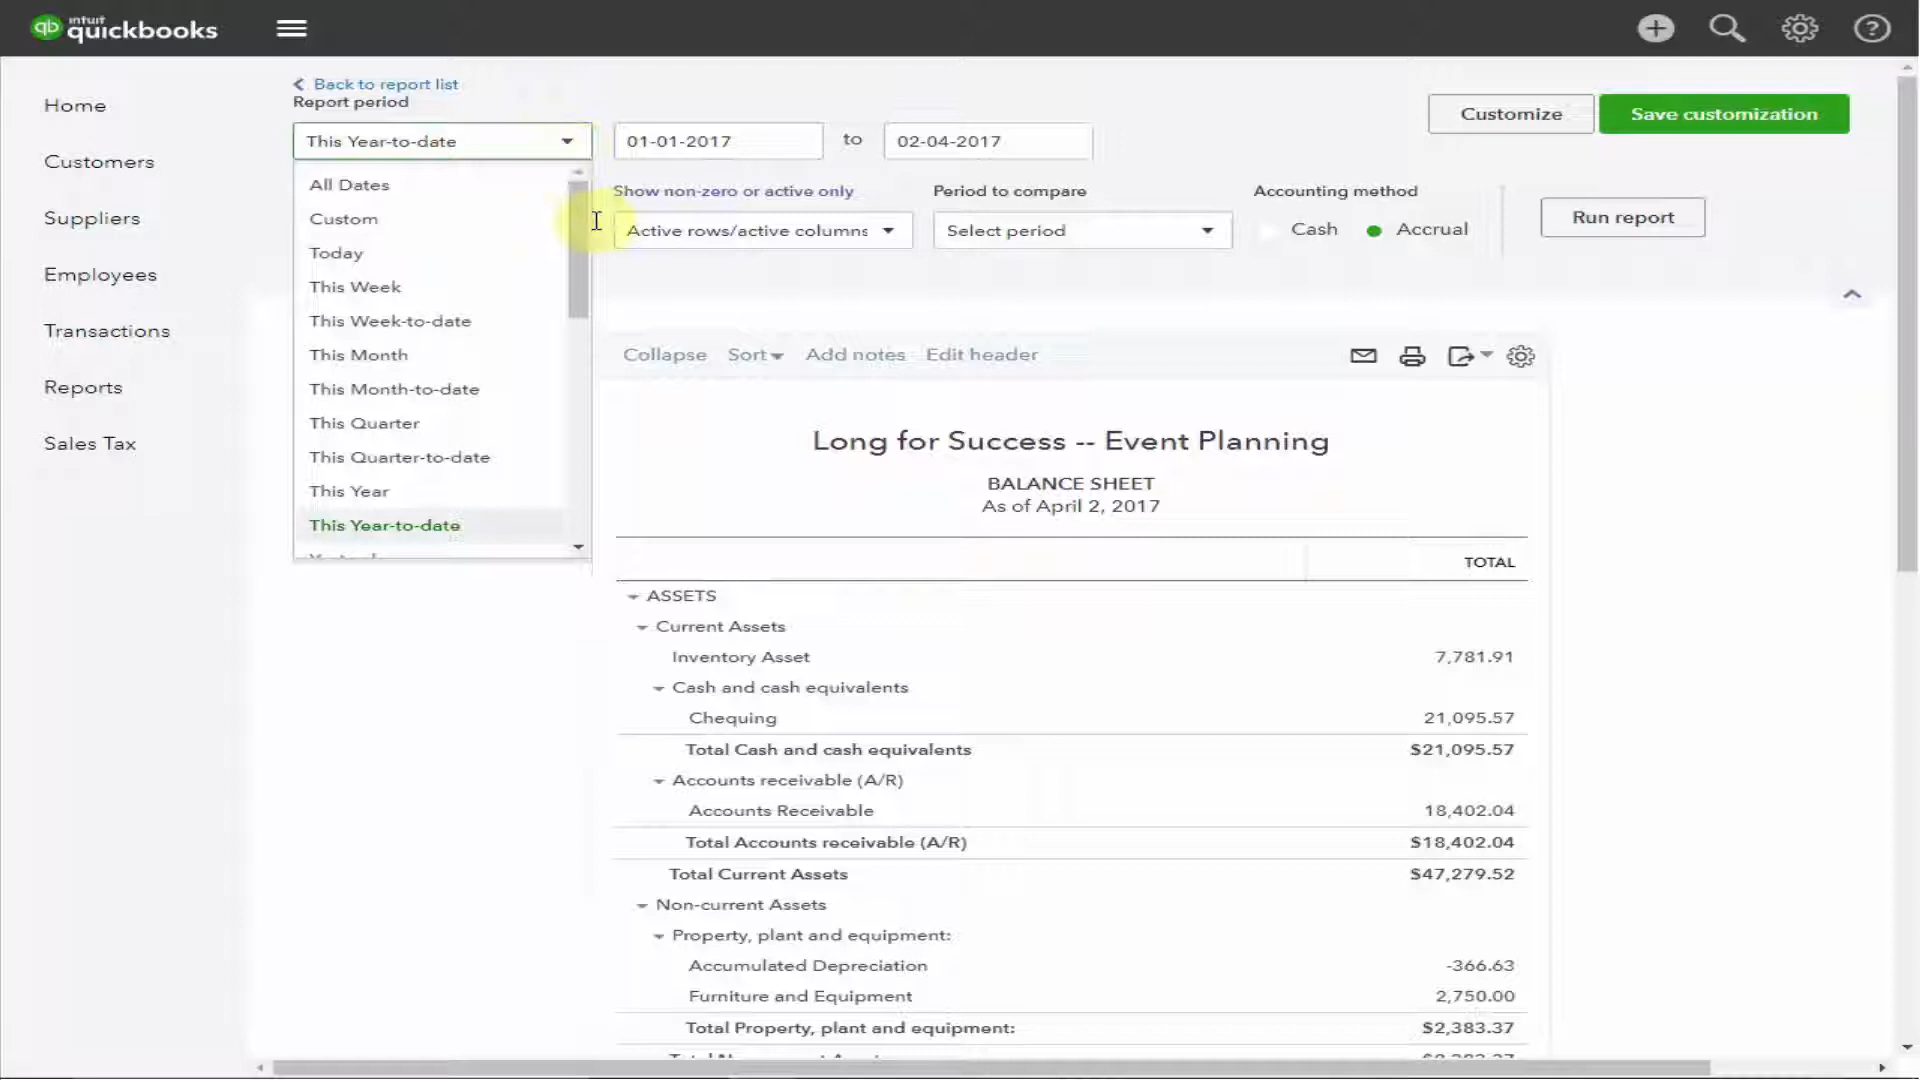 intuit
quickbooks
qb
Home
Customers
Suppliers
Employees
Transactions
Reports
Sales Tax
Back to report list
Report period
This Year-to-date
01-01-2017
to
02-04-2017
Customize
Save customization
All Dates
Custom
Today
This Week
This Week-to-date
This Month
This Month-to-date
This Quarter
This Quarter-to-date
This Year
This Year-to-date
Show non-zero or active only
Active rows/active columns
Period to compare
Select period
Accounting method
Cash
Accrual
Run report
Collapse Sort Add notes Edit header
Long for Success -- Event Planning
BALANCE SHEET
As of April 2, 2017
TOTAL
ASSETS
Current Assets
Inventory Asset 7,781.91
Cash and cash equivalents
Chequing 21,095.57
Total Cash and cash equivalents $21,095.57
Accounts receivable (A/R)
Accounts Receivable 18,402.04
Total Accounts receivable (A/R) $18,402.04
Total Current Assets $47,279.52
Non-current Assets
Property, plant and equipment:
Accumulated Depreciation -366.63
Furniture and Equipment 2,750.00
Total Property, plant and equipment: $2,383.37